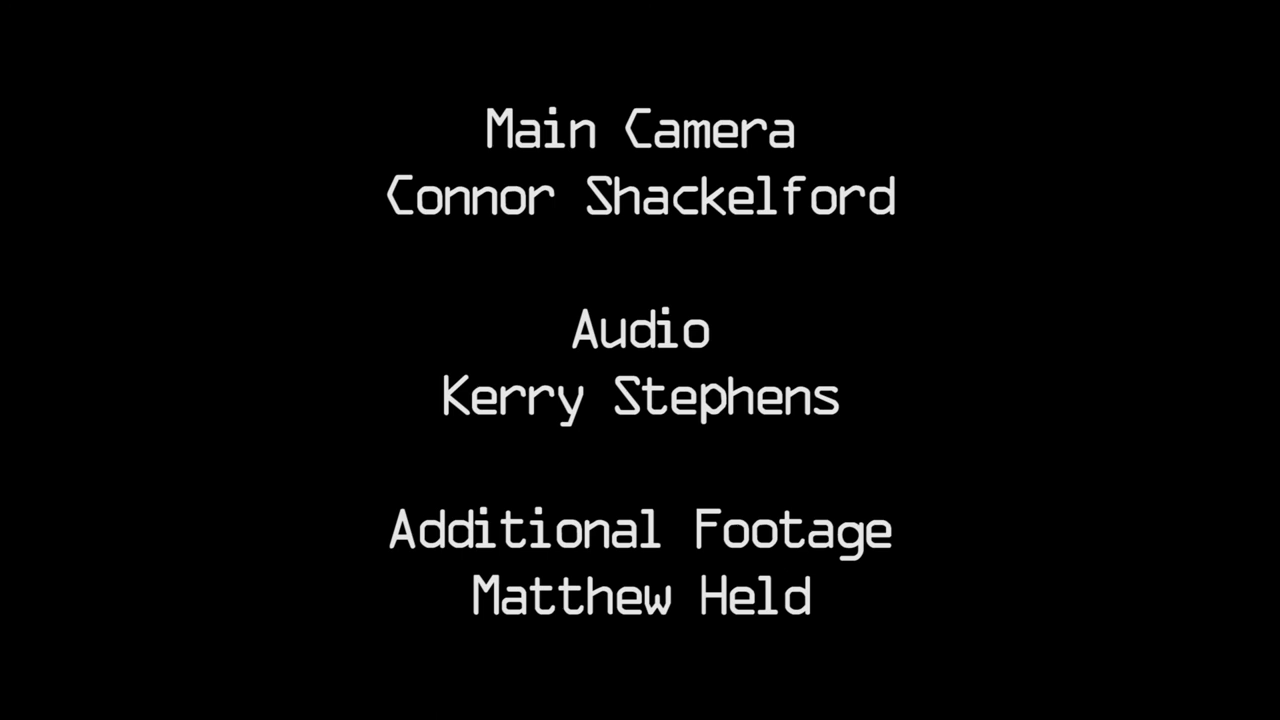 Main Camera
Connor Shackelford
Audio
Kerry Stephens
Additional Footage
Matthew Held